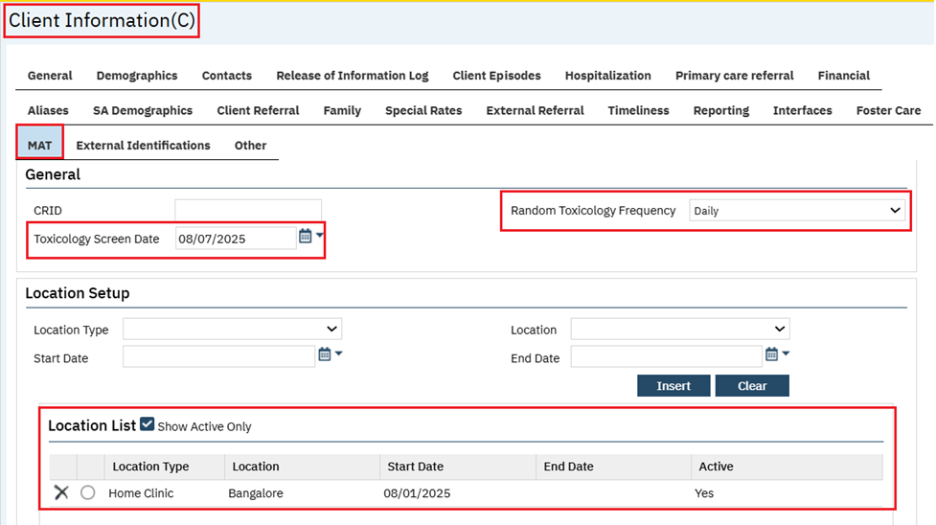 Client Information(C)
General Demographics Contacts Release of Information Log Client Episodes Hospitalization Primary care referral Financial
Aliases SA Demographics Client Referral Family Special Rates External Referral Timeliness Reporting Interfaces Foster Care
MAT External Identifications Other
General
CRID Random Toxicology Frequency Daily
Toxicology Screen Date 08/07/2025
Location Setup
Location Type Location
Start Date End Date
Insert Clear
Location List Show Active Only
Location Type Location Start Date End Date Active
Home Clinic Bangalore 08/01/2025 Yes